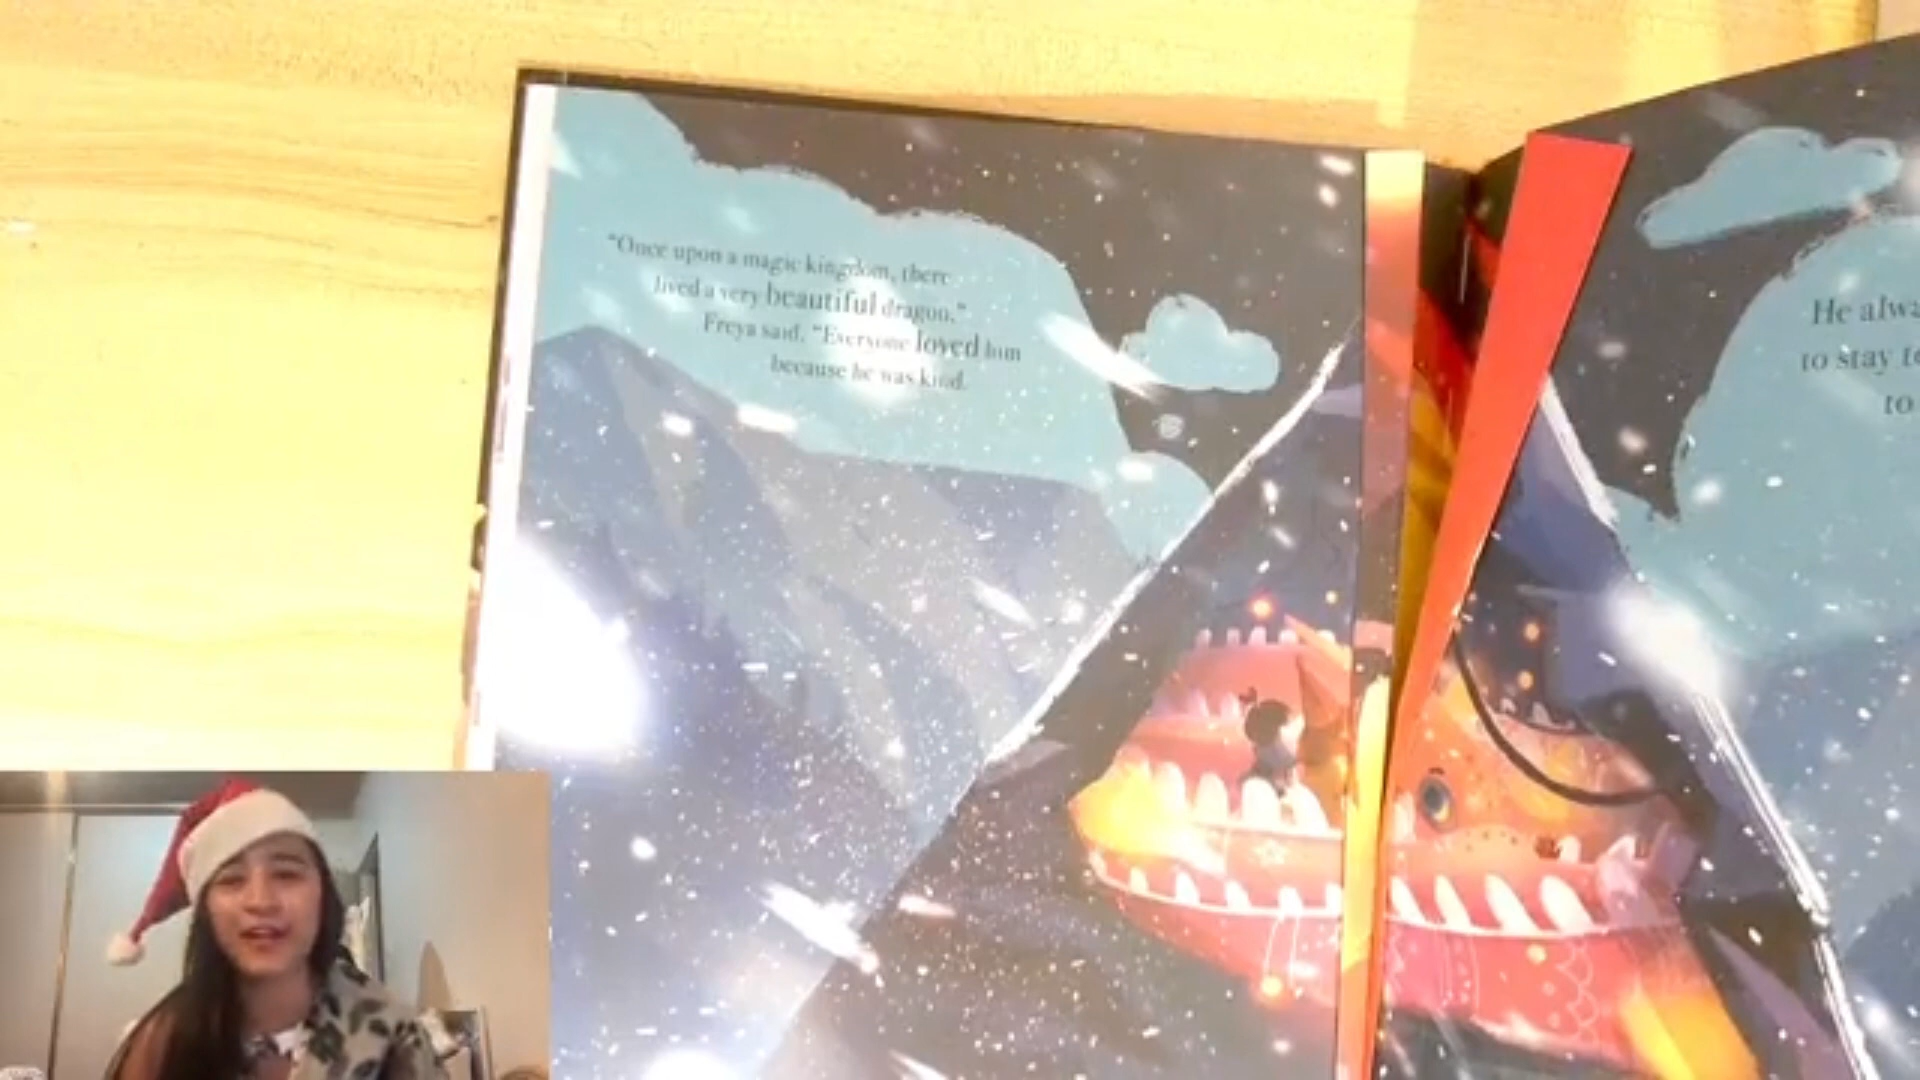 “Once upon a magic kingdom, there
lived a very beautiful dragon,”
Freya said. “Everyone loved him
because he was kind.
He alwa
to stay to
to